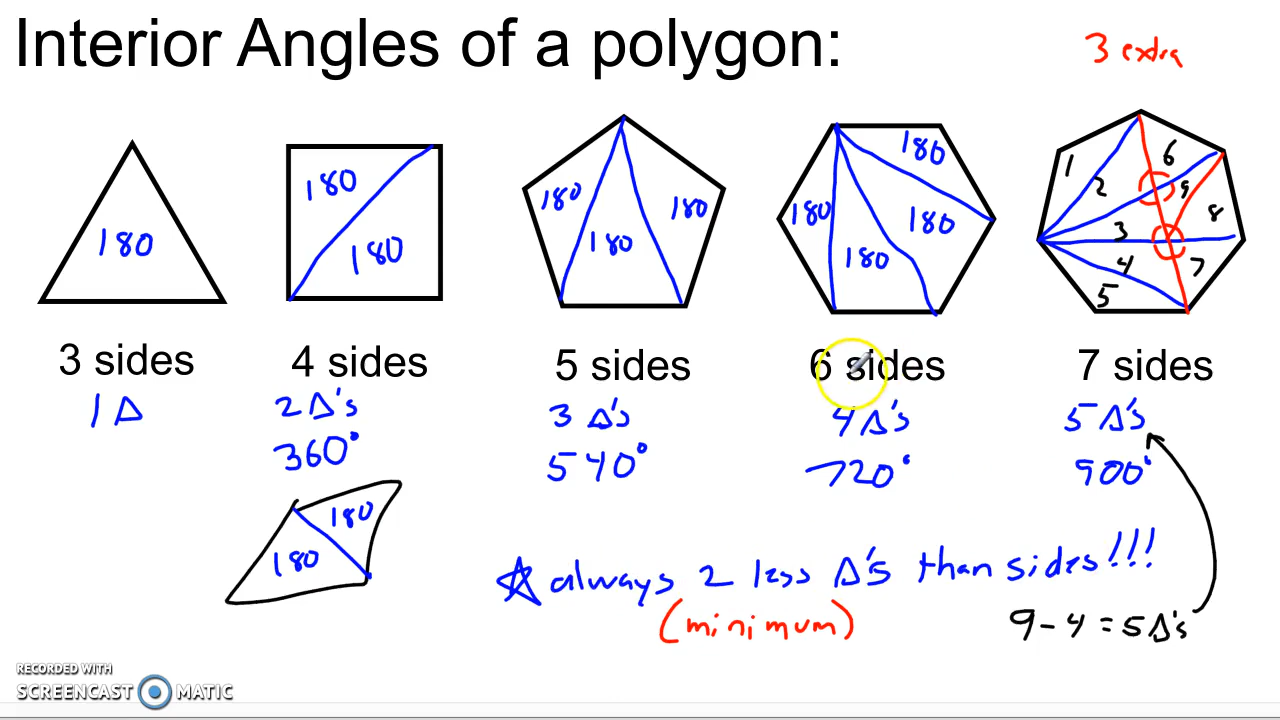 Interior Angles of a polygon:
3 extra
180
180
180
180
180
180
180
180
180
180
1
2
3
4
5
6
9
8
7
3 sides
4 sides
5 sides
6 sides
7 sides
1 Δ
2 Δ's
3 Δ's
4 Δ's
5 Δ's
360°
540°
720°
900°
180
180
☆ always 2 less Δ's than sides!!!
(minimum)
9 - 4 = 5 Δ's
RECORDED WITH
SCREENCAST MATIC